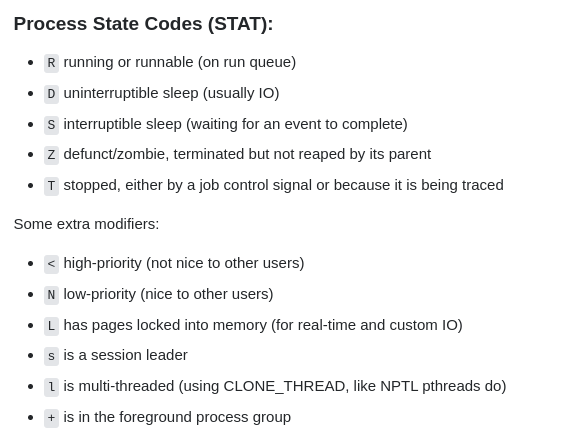 Process State Codes (STAT):
• R running or runnable (on run queue)
• D uninterruptible sleep (usually IO)
• S interruptible sleep (waiting for an event to complete)
• Z defunct/zombie, terminated but not reaped by its parent
• T stopped, either by a job control signal or because it is being traced
Some extra modifiers:
• < high-priority (not nice to other users)
• N low-priority (nice to other users)
• L has pages locked into memory (for real-time and custom IO)
• s is a session leader
• l is multi-threaded (using CLONE_THREAD, like NPTL pthreads do)
• + is in the foreground process group